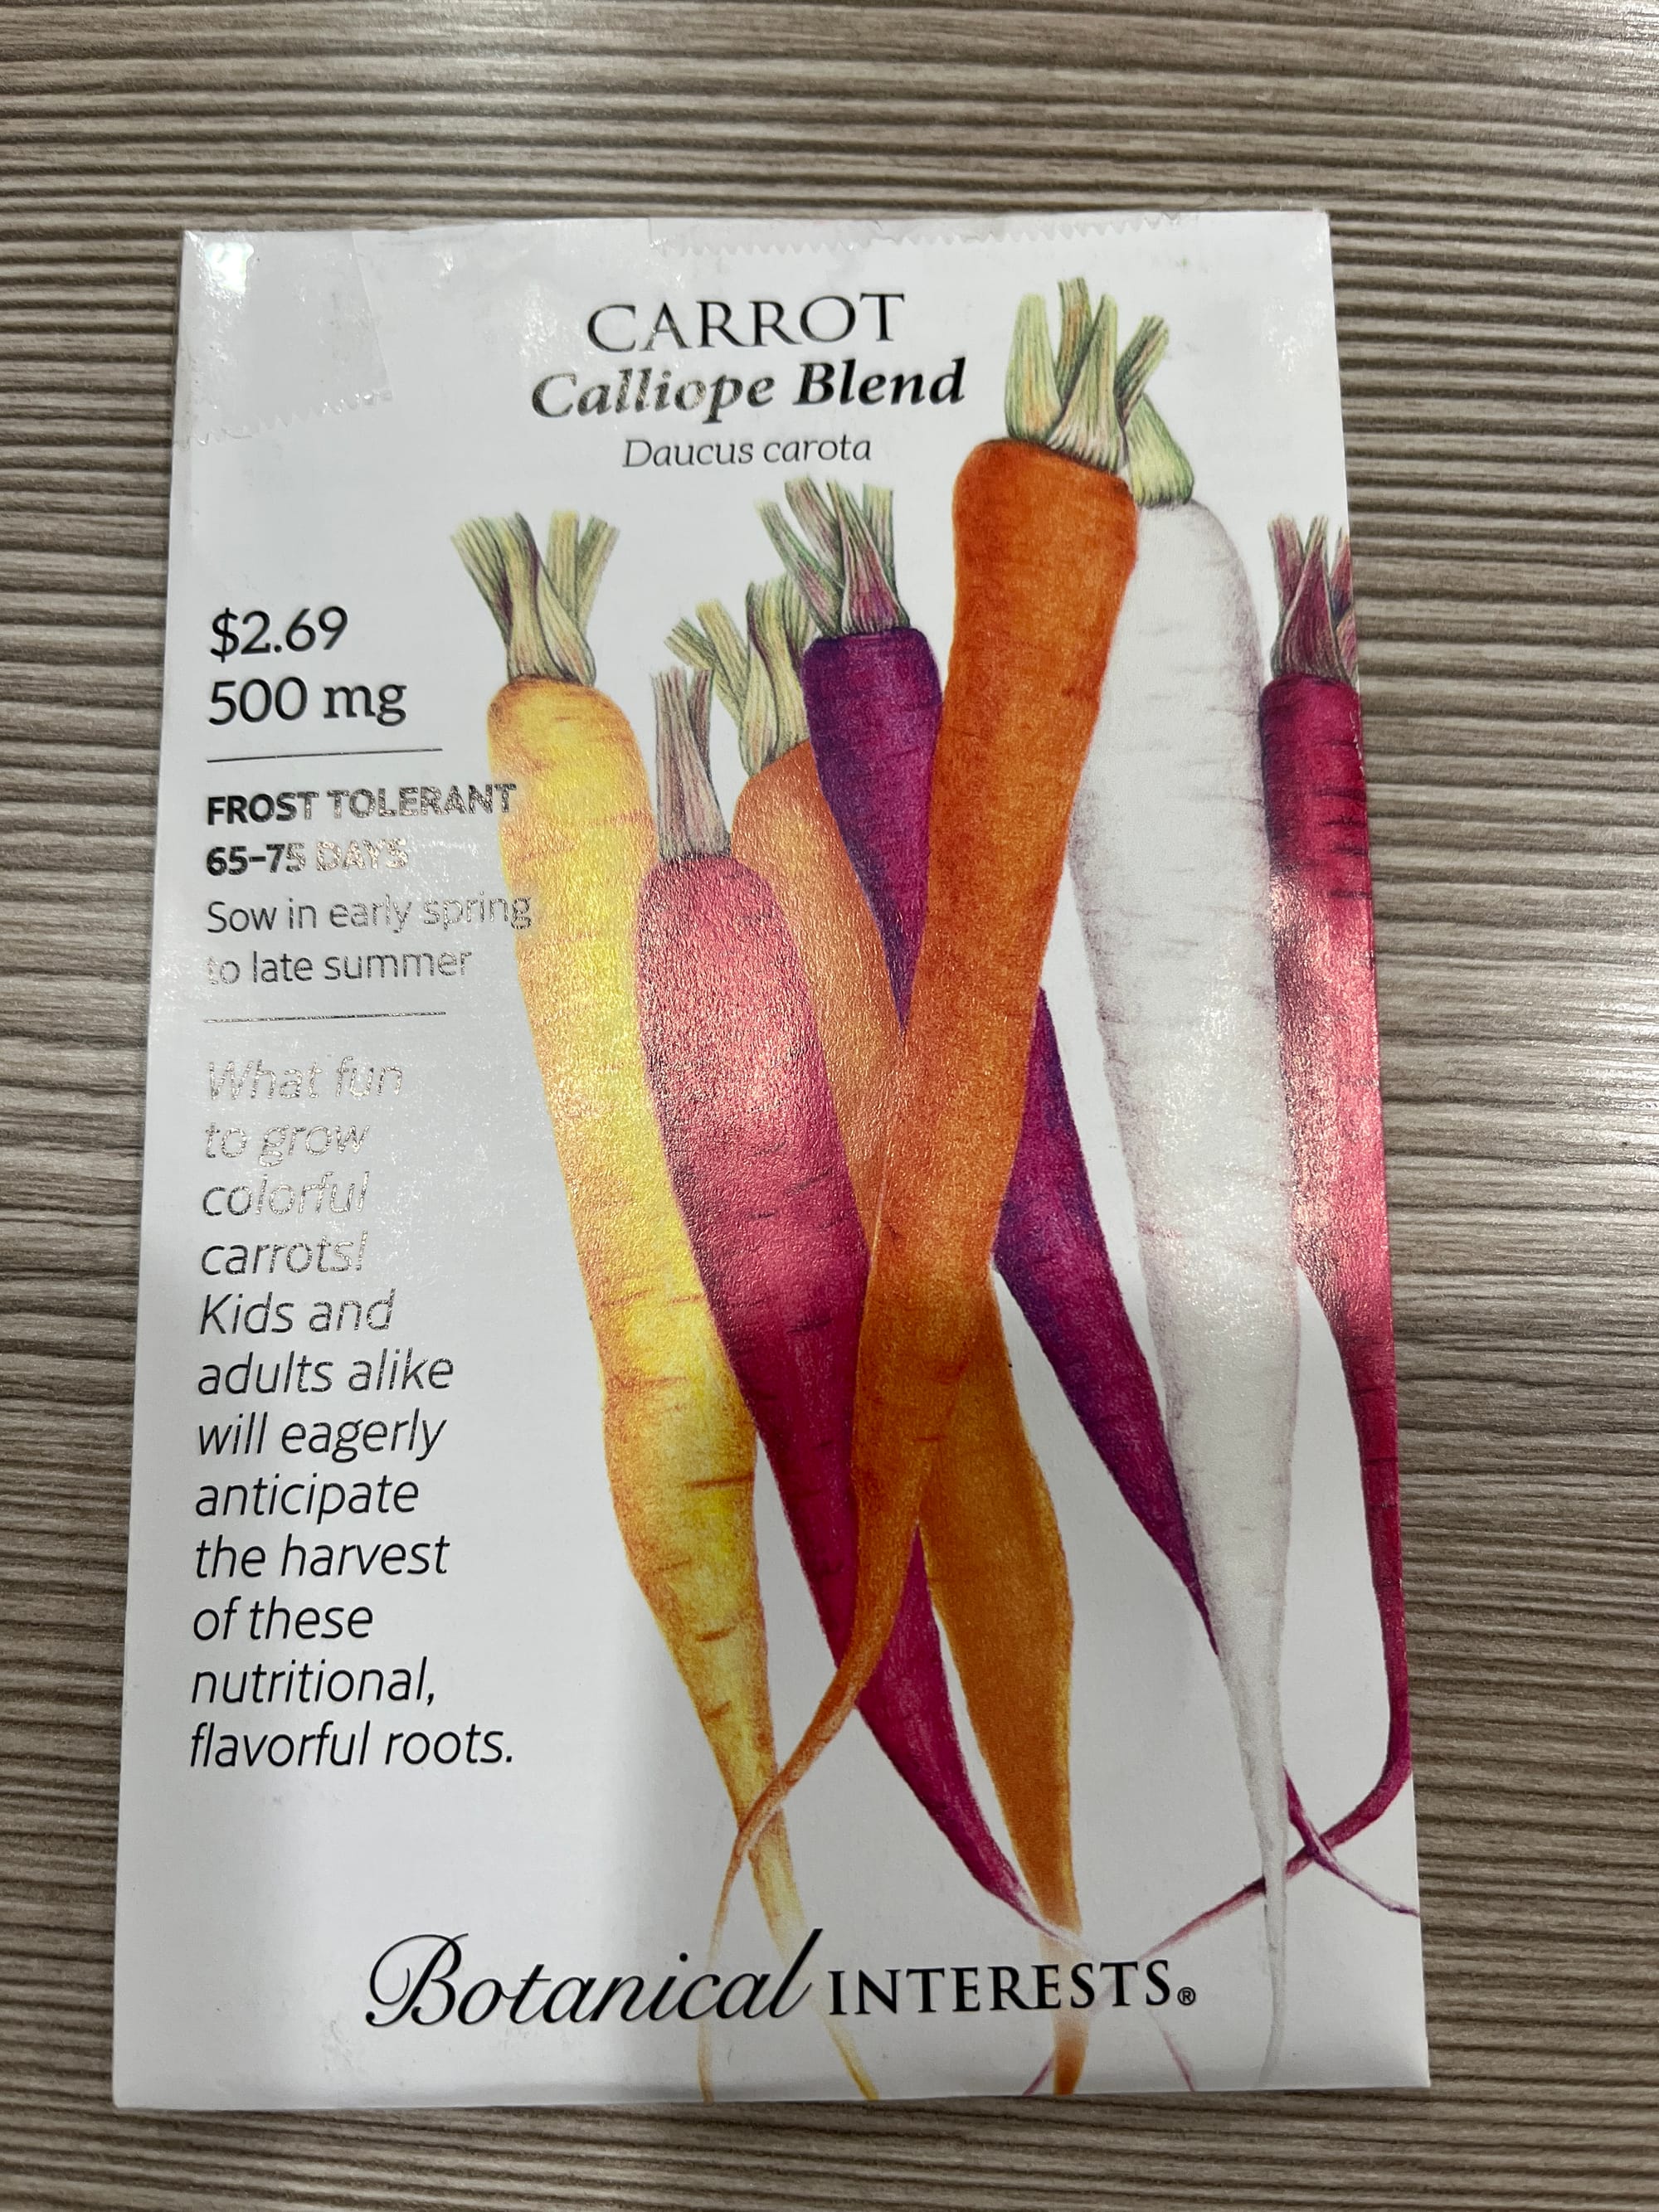 CARROT
Calliope Blend
Daucus carota
$2.69
500 mg
FROST TOLERANT
65–75 DAYS
Sow in early spring
to late summer
What fun
to grow
colorful
carrots!
Kids and
adults alike
will eagerly
anticipate
the harvest
of these
nutritional,
flavorful roots.
Botanical INTERESTS®